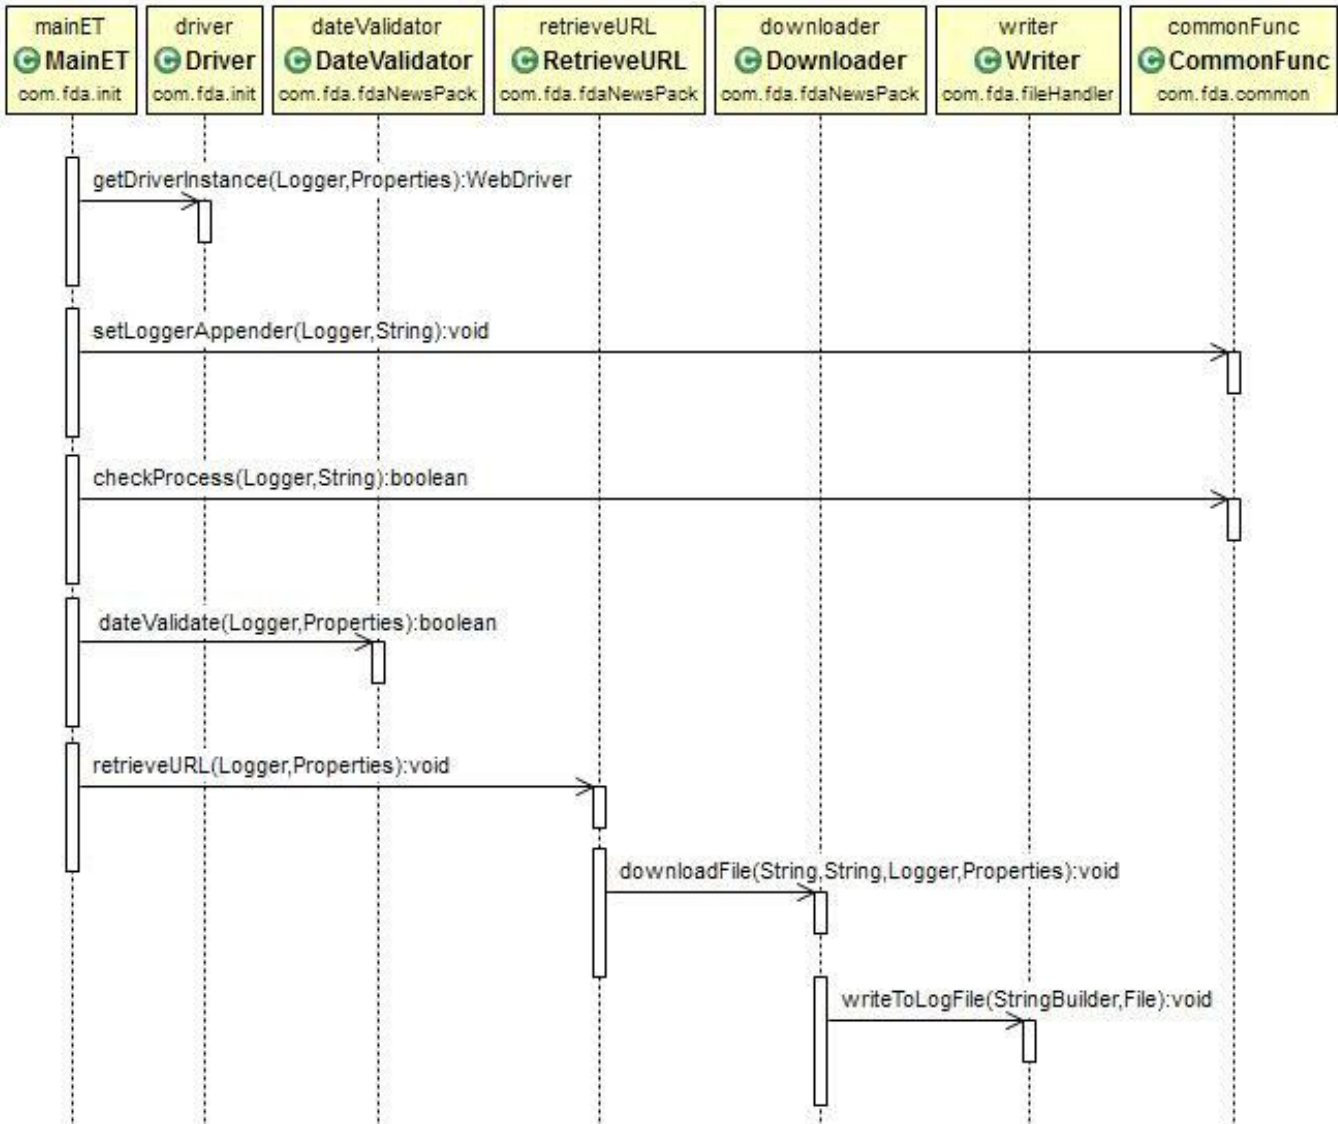 mainET
MainET
com.fda.init
driver
Driver
com.fda.init
dateValidator
DateValidator
com.fda.fdaNewsPack
retrieveURL
RetrieveURL
com.fda.fdaNewsPack
downloader
Downloader
com.fda.fdaNewsPack
writer
Writer
com.fda.fileHandler
commonFunc
CommonFunc
com.fda.common
getDriverInstance(Logger,Properties):WebDriver
setLoggerAppender(Logger,String):void
checkProcess(Logger,String):boolean
dateValidate(Logger,Properties):boolean
retrieveURL(Logger,Properties):void
downloadFile(String,String,Logger,Properties):void
writeToLogFile(StringBuilder,File):void